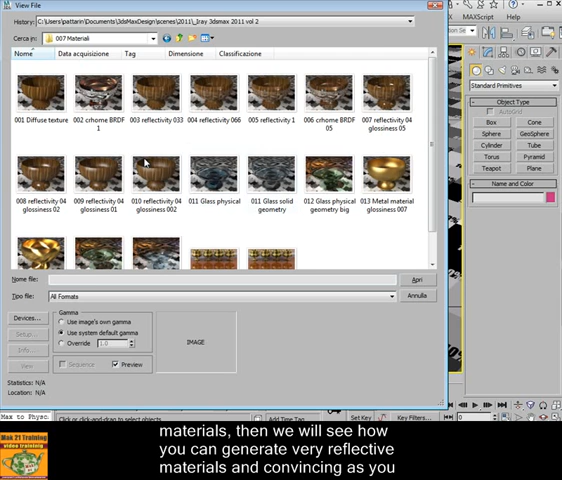 View File
History: C:\Users\pattarin\Documents\3dsMaxDesign\scenes\2011\_Iray 3dsmax 2011 vol 2
MAXScript Help
Cerca in: 007 Materiali
Nome Data acquisizione Tag Dimensione Classificazione
001 Diffuse texture 002 crhome BRDF 1 003 reflectivity 033 004 reflectivity 066 005 reflectivity 1 006 crhome BRDF 05 007 reflectivity 04 glossiness 05
008 reflectivity 04 glossiness 02 009 reflectivity 04 glossiness 01 010 reflectivity 04 glossiness 002 011 Glass physical 011 Glass solid geometry 012 Glass physical geometry big 013 Metal material glossiness 007
Nome file: Apri
Tipo file: All Formats Annulla
Devices...
Setup...
Info...
View
Gamma
Use image's own gamma
Use system default gamma
Override 1.0
Sequence Preview
IMAGE
Statistics: N/A
Location: N/A
Standard Primitives
Object Type
AutoGrid
Box Cone
Sphere GeoSphere
Cylinder Tube
Torus Pyramid
Teapot Plane
Name and Color
Max to Physc
Click or click-and-drag to select objects
Add Time Tag
Set Key Key Filters...
0
Mak 21 Training
video training
materials, then we will see how
you can generate very reflective
materials and convincing as you